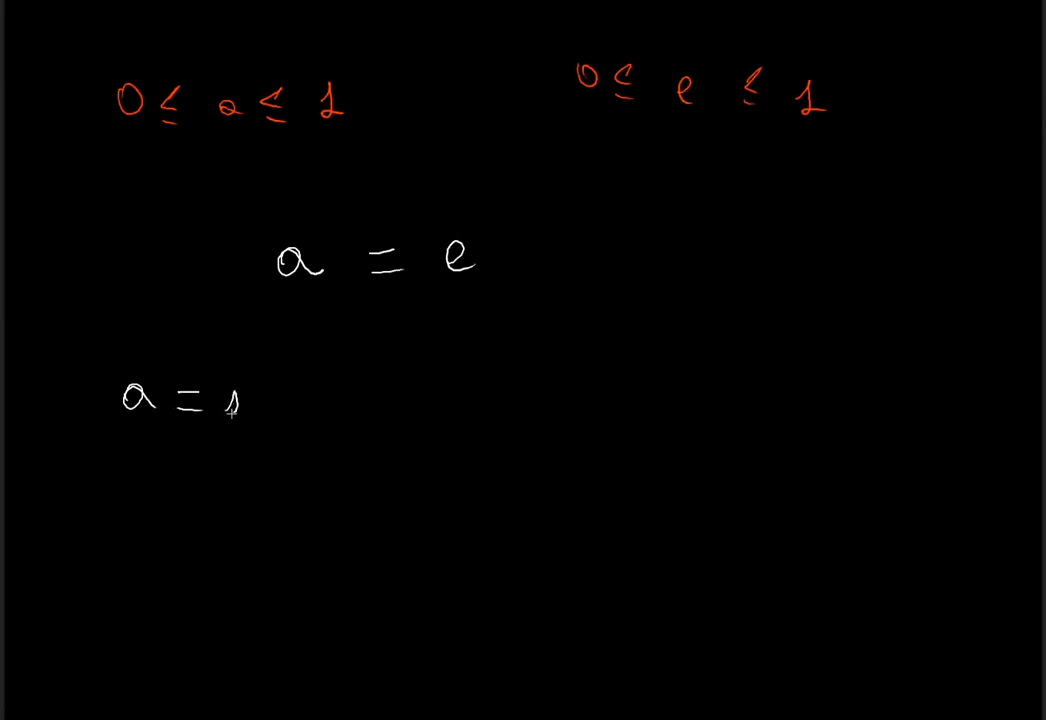 0 ≤ a ≤ 1
0 ≤ e ≤ 1
a = e
a = 1